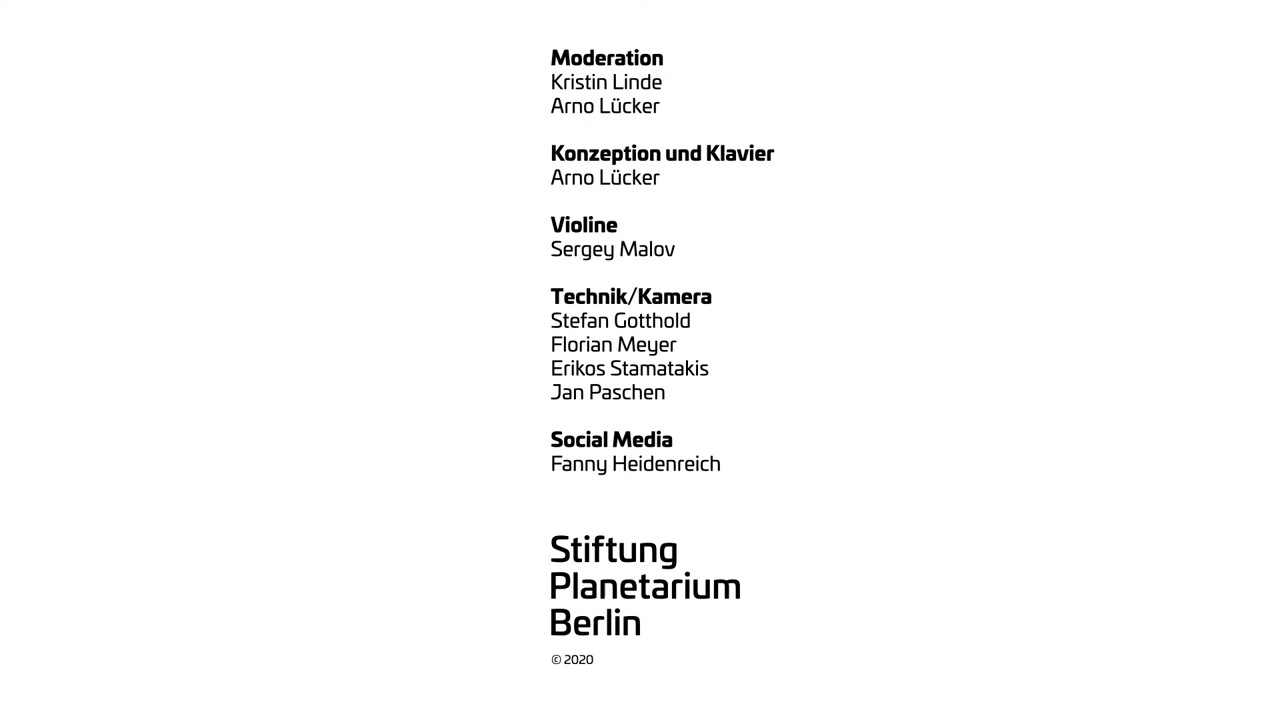 Moderation
Kristin Linde
Arno Lücker
Konzeption und Klavier
Arno Lücker
Violine
Sergey Malov
Technik/Kamera
Stefan Gotthold
Florian Meyer
Erikos Stamatakis
Jan Paschen
Social Media
Fanny Heidenreich
Stiftung
Planetarium
Berlin
© 2020